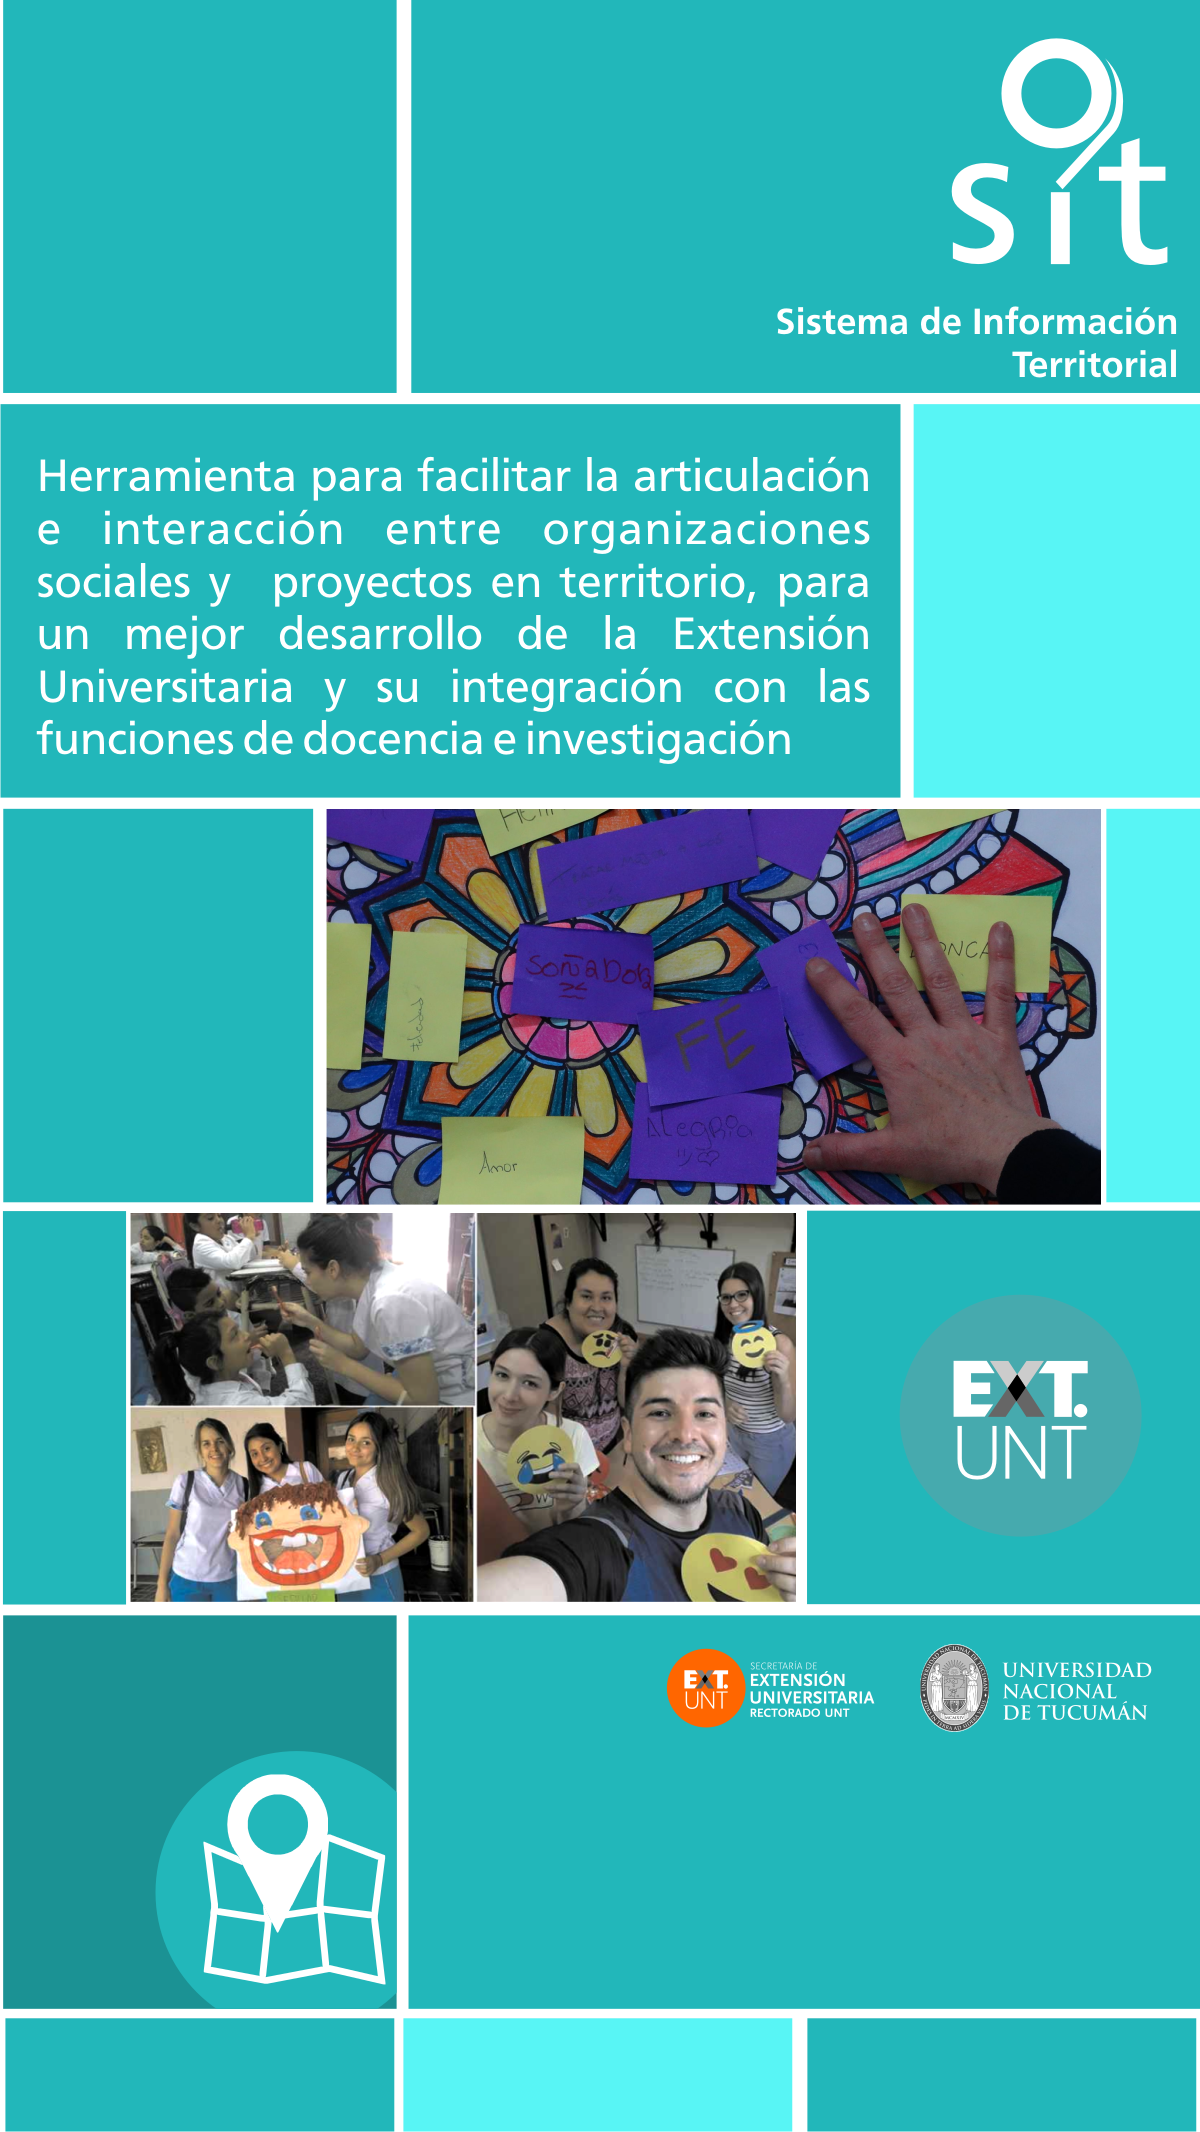 sit
Sistema de Información
Territorial
Herramienta para facilitar la articulación
e interacción entre organizaciones
sociales y proyectos en territorio, para
un mejor desarrollo de la Extensión
Universitaria y su integración con las
funciones de docencia e investigación
SOÑADORA
FÉ
ALEGRIA
Amor
EXT.
UNT
EXT.
UNT
SECRETARÍA DE
EXTENSIÓN
UNIVERSITARIA
RECTORADO UNT
UNIVERSIDAD
NACIONAL
DE TUCUMÁN